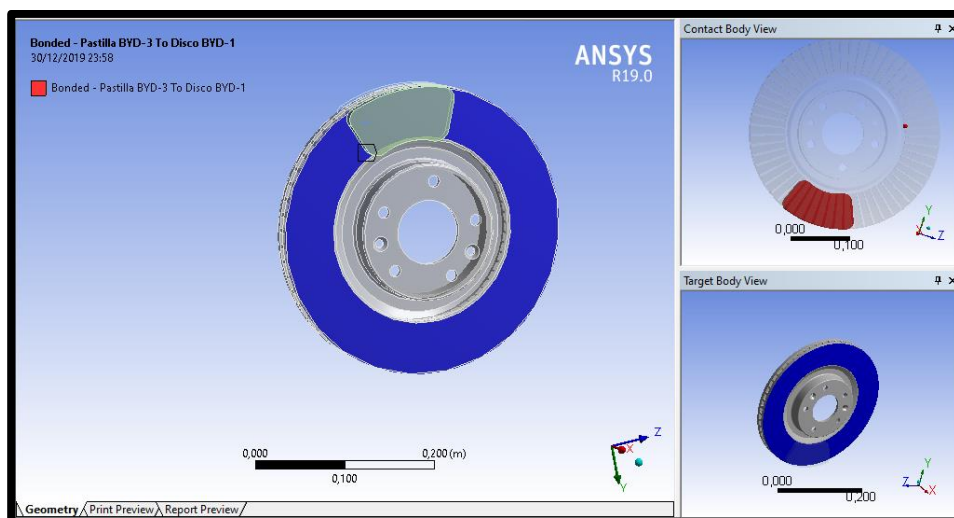 Bonded - Pastilla BYD-3 To Disco BYD-1
30/12/2019 23:58
Bonded - Pastilla BYD-3 To Disco BYD-1
ANSYS
R19.0
0,000
0,200 (m)
0,100
Z
X
Y
Geometry / Print Preview / Report Preview /
Contact Body View
0,000
0,100
Y
X
Z
Target Body View
0,000
0,200
Y
Z
X